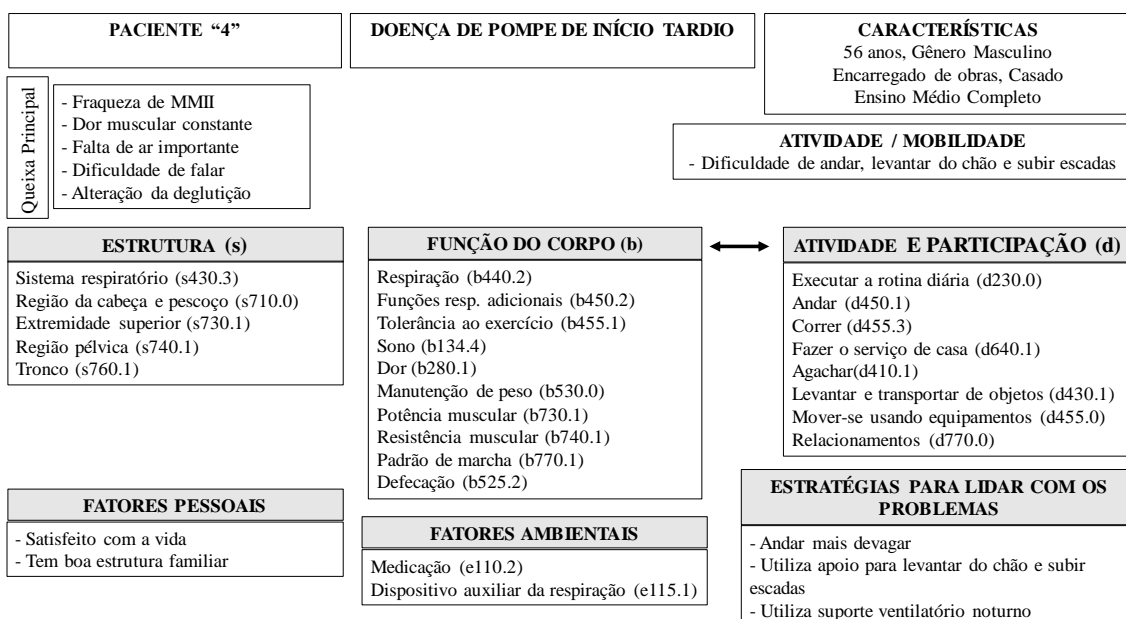 PACIENTE “4”
DOENÇA DE POMPE DE INÍCIO TARDIO
CARACTERÍSTICAS
56 anos, Gênero Masculino
Encarregado de obras, Casado
Ensino Médio Completo
Queixa Principal
- Fraqueza de MMII
- Dor muscular constante
- Falta de ar importante
- Dificuldade de falar
- Alteração da deglutição
ATIVIDADE / MOBILIDADE
- Dificuldade de andar, levantar do chão e subir escadas
ESTRUTURA (s)
Sistema respiratório (s430.3)
Região da cabeça e pescoço (s710.0)
Extremidade superior (s730.1)
Região pélvica (s740.1)
Tronco (s760.1)
FUNÇÃO DO CORPO (b)
Respiração (b440.2)
Funções resp. adicionais (b450.2)
Tolerância ao exercício (b455.1)
Sono (b134.4)
Dor (b280.1)
Manutenção de peso (b530.0)
Potência muscular (b730.1)
Resistência muscular (b740.1)
Padrão de marcha (b770.1)
Defecação (b525.2)
ATIVIDADE E PARTICIPAÇÃO (d)
Executar a rotina diária (d230.0)
Andar (d450.1)
Correr (d455.3)
Fazer o serviço de casa (d640.1)
Agachar(d410.1)
Levantar e transportar de objetos (d430.1)
Mover-se usando equipamentos (d455.0)
Relacionamentos (d770.0)
FATORES PESSOAIS
- Satisfeito com a vida
- Tem boa estrutura familiar
FATORES AMBIENTAIS
Medicação (e110.2)
Dispositivo auxiliar da respiração (e115.1)
ESTRATÉGIAS PARA LIDAR COM OS
PROBLEMAS
- Andar mais devagar
- Utiliza apoio para levantar do chão e subir
escadas
- Utiliza suporte ventilatório noturno